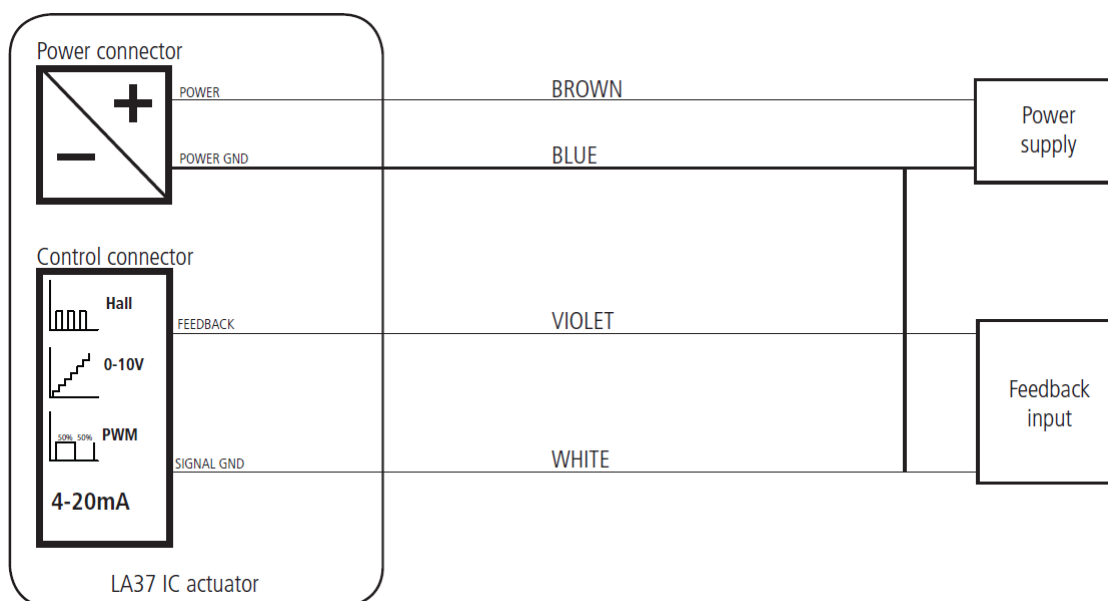 Power connector
+
−
POWER
BROWN
POWER GND
BLUE
Power
supply
Control connector
Hall
0-10V
50% 50% PWM
4-20mA
FEEDBACK
VIOLET
SIGNAL GND
WHITE
Feedback
input
LA37 IC actuator